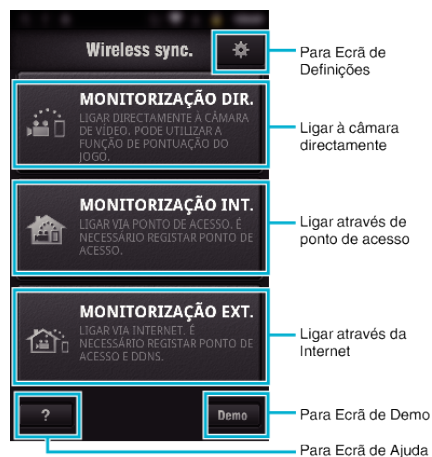 Wireless sync.
Para Ecrã de
Definições
MONITORIZAÇÃO DIR.
LIGAR DIRECTAMENTE À CÂMARA
DE VÍDEO. PODE UTILIZAR A
FUNÇÃO DE PONTUAÇÃO DO
JOGO.
Ligar à câmara
directamente
MONITORIZAÇÃO INT.
LIGAR VIA PONTO DE ACESSO. É
NECESSÁRIO REGISTAR PONTO DE
ACESSO.
Ligar através de
ponto de acesso
MONITORIZAÇÃO EXT.
LIGAR VIA INTERNET. É
NECESSÁRIO REGISTAR PONTO DE
ACESSO E DDNS.
Ligar através da
Internet
?
Demo
Para Ecrã de Demo
Para Ecrã de Ajuda